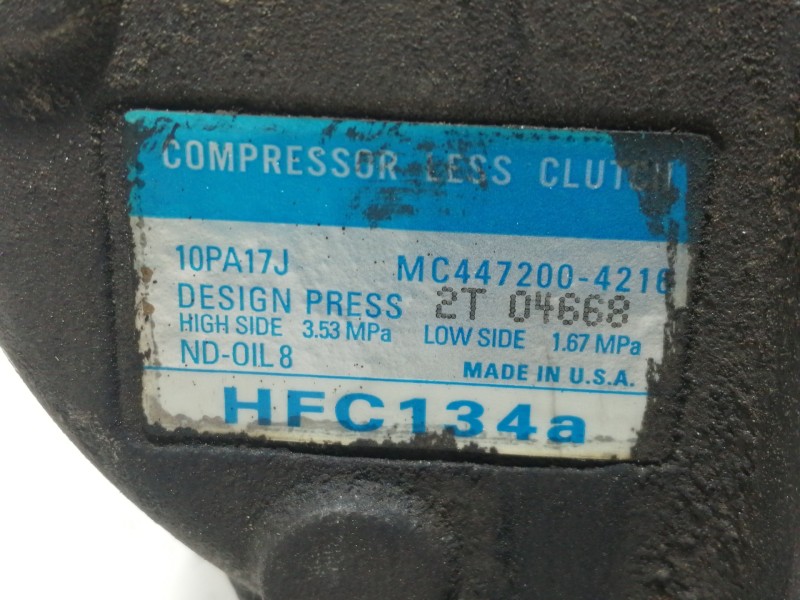 COMPRESSOR LESS CLUTCH
10PA17J MC447200-4216
DESIGN PRESS 2T 04668
HIGH SIDE 3.53 MPa LOW SIDE 1.67 MPa
ND-OIL 8 MADE IN U.S.A.
HFC134a